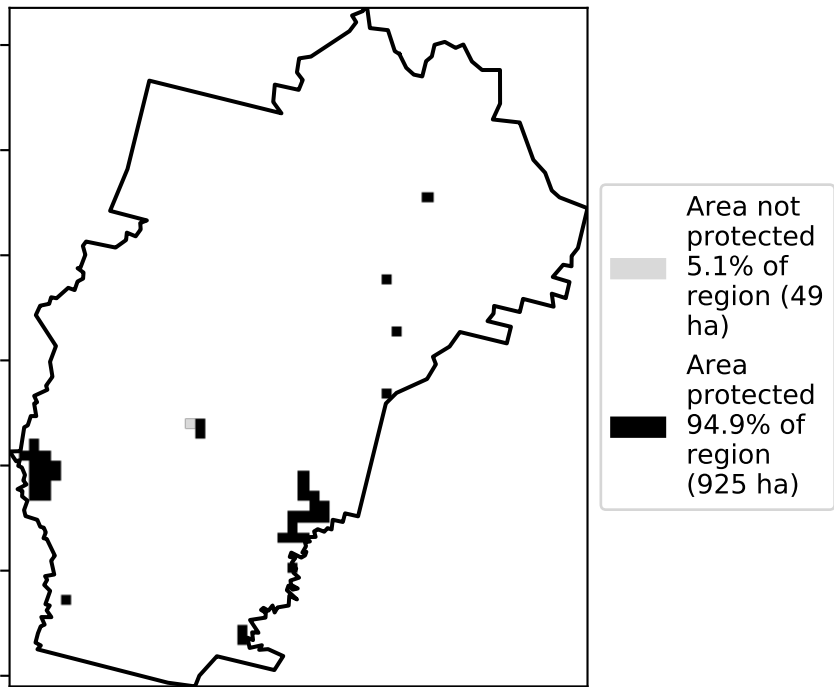 Area not
protected
5.1% of
region (49
ha)
Area
protected
94.9% of
region
(925 ha)